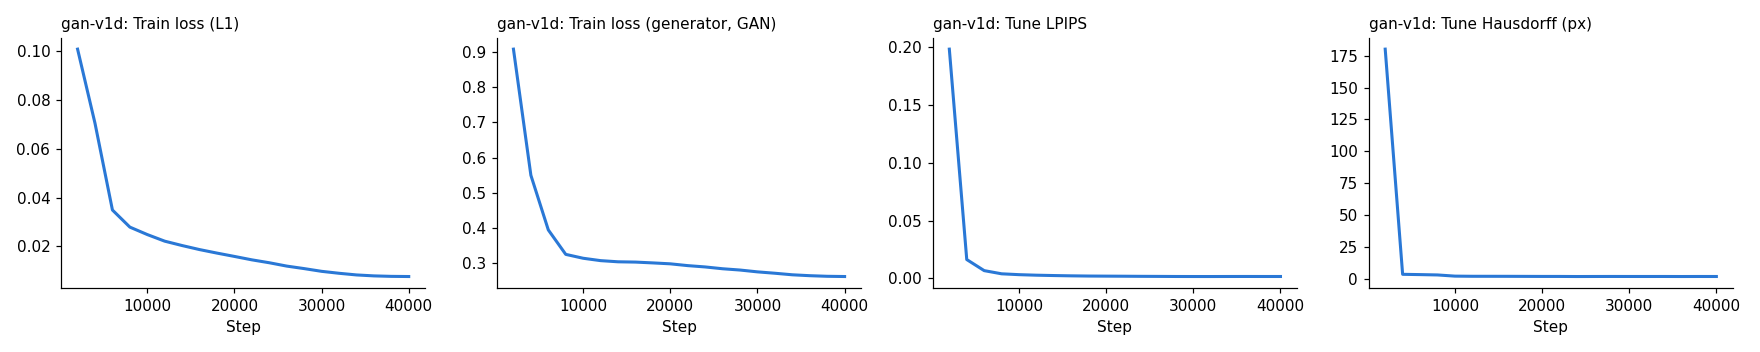 gan-v1d: Train loss (L1)
0.10
0.08
0.06
0.04
0.02
10000 20000 30000 40000
Step
gan-v1d: Train loss (generator, GAN)
0.9
0.8
0.7
0.6
0.5
0.4
0.3
10000 20000 30000 40000
Step
gan-v1d: Tune LPIPS
0.20
0.15
0.10
0.05
0.00
10000 20000 30000 40000
Step
gan-v1d: Tune Hausdorff (px)
175
150
125
100
75
50
25
0
10000 20000 30000 40000
Step